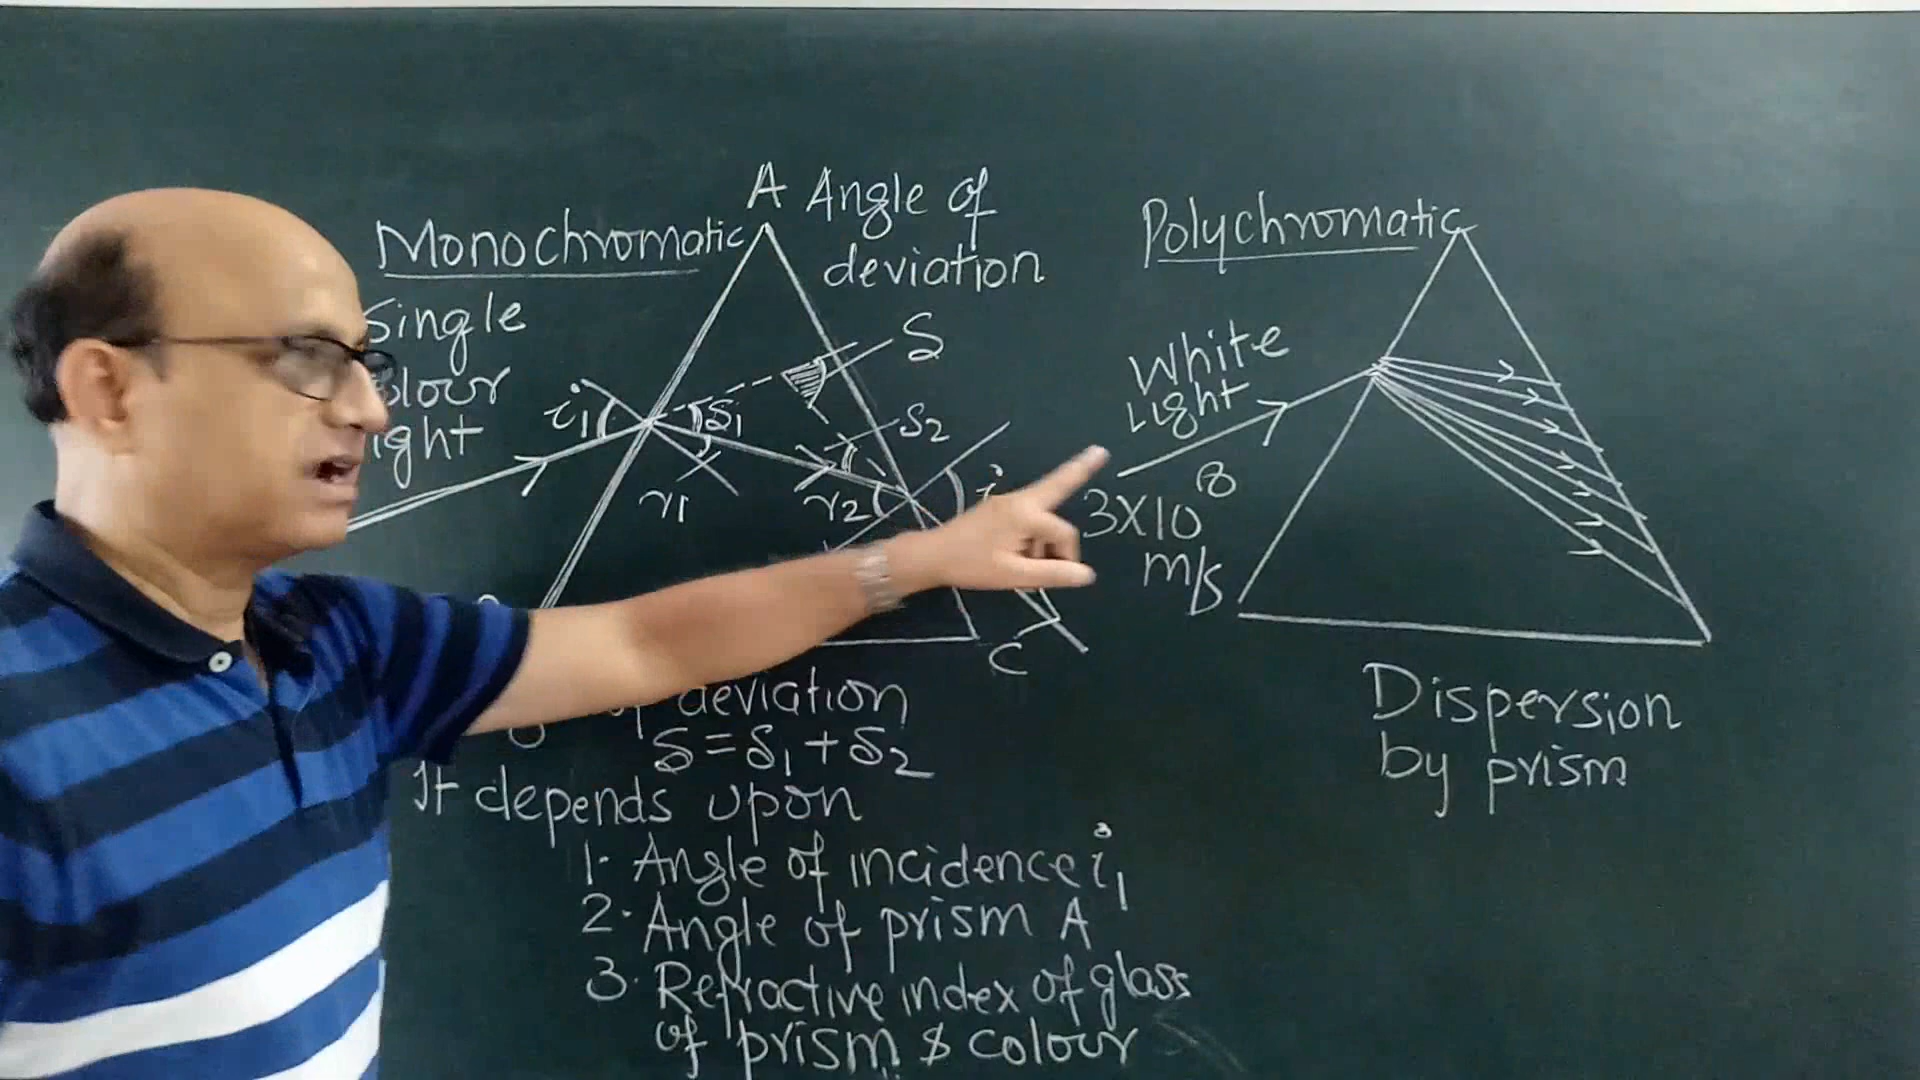 A Angle of
deviation
Monochromatic
Single
ight
i1
δ1
S
δ2
r1
r2
i
C
deviation
δ = δ1 + δ2
It depends upon
1. Angle of incidence i1
2. Angle of prism A
3. Refractive index of glass
of prism & colour
Polychromatic
White
Light
3X10^8
m/s
Dispersion
by prism